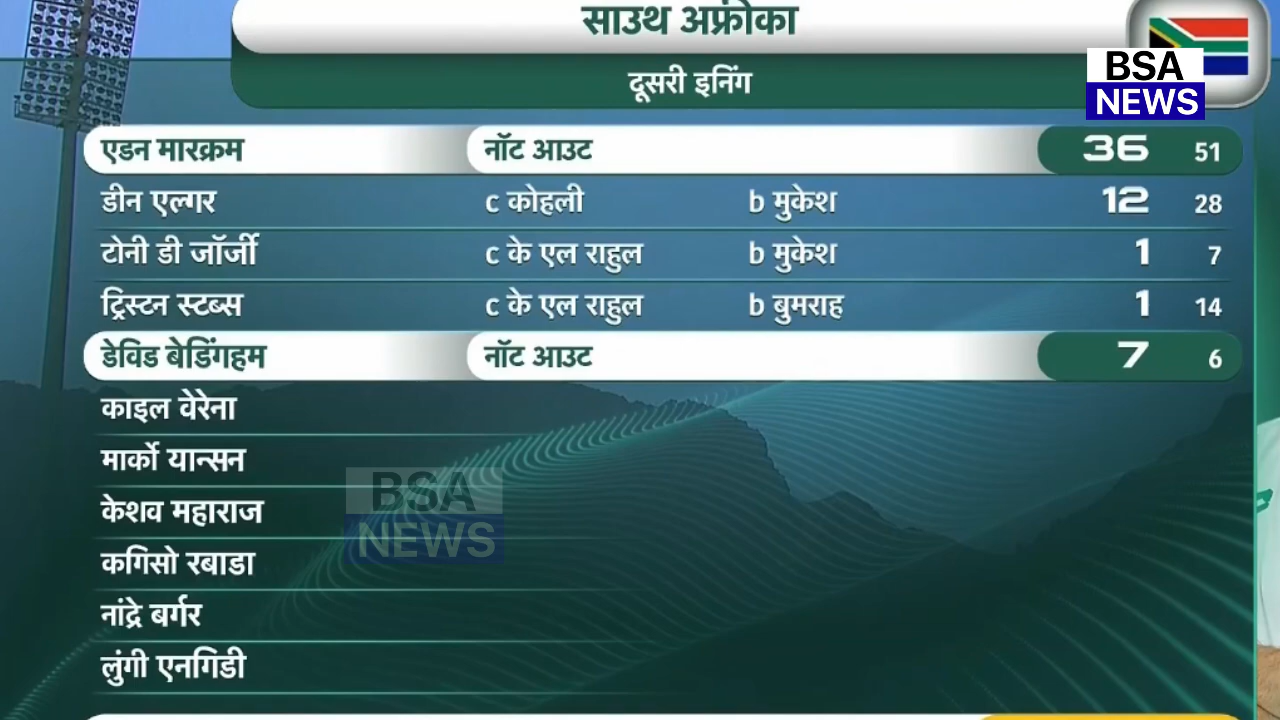 साउथ अफ्रीका
दूसरी इनिंग
BSA
NEWS
एडन मारक्रम नॉट आउट 36 51
डीन एल्गर c कोहली b मुकेश 12 28
टोनी डी जॉर्जी c के एल राहुल b मुकेश 1 7
ट्रिस्टन स्टब्स c के एल राहुल b बुमराह 1 14
डेविड बेडिंगहम नॉट आउट 7 6
काइल वेरेना
मार्को यान्सन
केशव महाराज
कगिसो रबाडा
नांद्रे बर्गर
लुंगी एनगिडी
BSA
NEWS